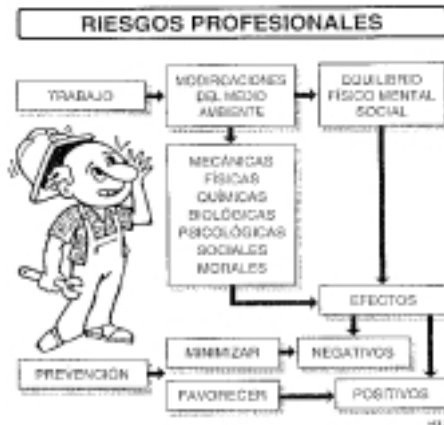 RIESGOS PROFESIONALES
TRABAJO
MODIFICACIONES
DEL MEDIO
AMBIENTE
EQUILIBRIO
FÍSICO MENTAL
SOCIAL
MECÁNICAS
FÍSICAS
QUÍMICAS
BIOLÓGICAS
PSICOLÓGICAS
SOCIALES
MORALES
EFECTOS
PREVENCIÓN
MINIMIZAR
NEGATIVOS
FAVORECER
POSITIVOS